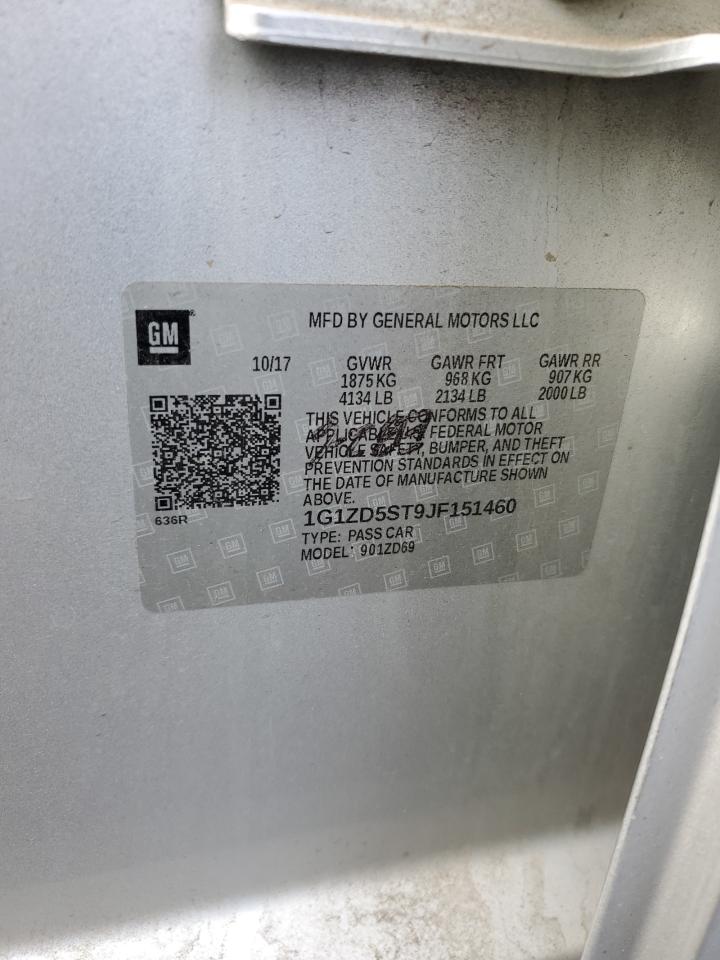 GM
MFD BY GENERAL MOTORS LLC
10/17 GVWR GAWR FRT GAWR RR
1875 KG 968 KG 907 KG
4134 LB 2134 LB 2000 LB
THIS VEHICLE CONFORMS TO ALL
APPLICABLE U.S. FEDERAL MOTOR
VEHICLE SAFETY, BUMPER, AND THEFT
PREVENTION STANDARDS IN EFFECT ON
THE DATE OF MANUFACTURE SHOWN
ABOVE.
636R
1G1ZD5ST9JF151460
TYPE: PASS CAR
MODEL: 901ZD69